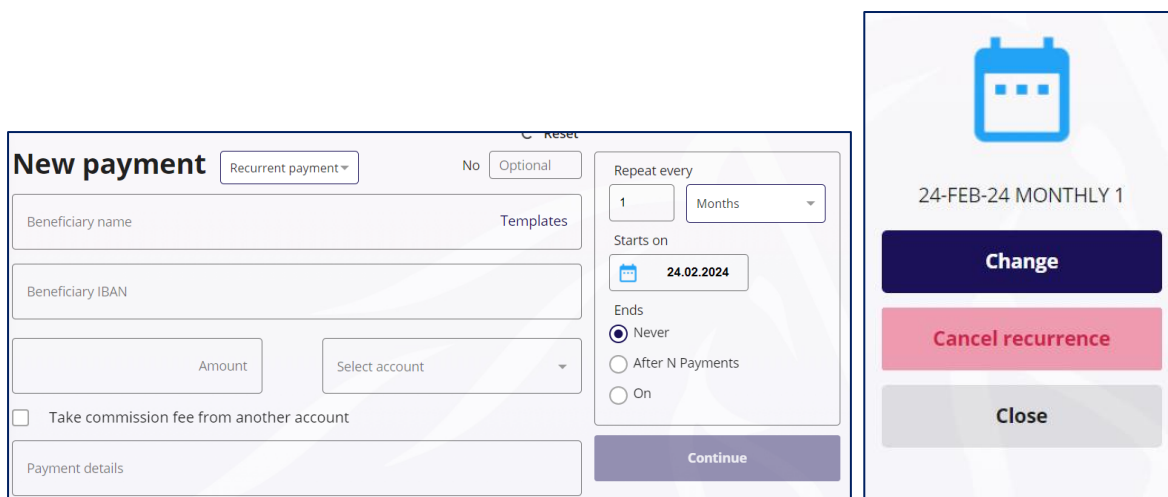 Reset
New payment Recurrent payment No Optional
Beneficiary name Templates
Beneficiary IBAN
Amount Select account
Take commission fee from another account
Payment details
Repeat every
1 Months
Starts on
24.02.2024
Ends
Never
After N Payments
On
Continue
24-FEB-24 MONTHLY 1
Change
Cancel recurrence
Close